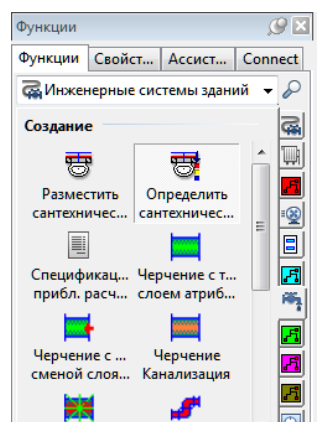 Функции
Функции Свойст... Ассист... Connect
Инженерные системы зданий
Создание
Разместить сантехничес...
Определить сантехничес...
Спецификац... прибл. расч...
Черчение с т... слоем атриб...
Черчение с ... сменой слоя...
Черчение Канализация